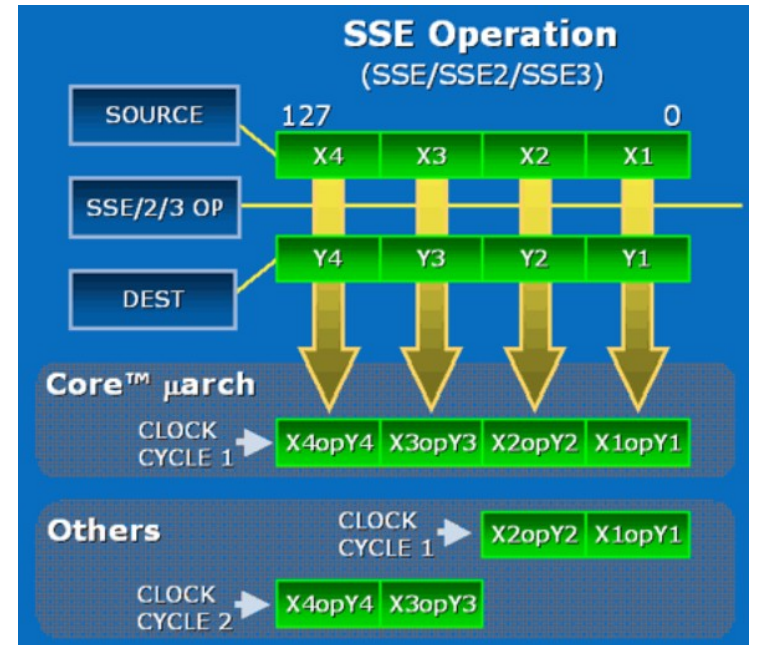 SSE Operation
(SSE/SSE2/SSE3)
SOURCE
127 0
X4 X3 X2 X1
SSE/2/3 OP
Y4 Y3 Y2 Y1
DEST
Core™ µarch
CLOCK
CYCLE 1
X4opY4 X3opY3 X2opY2 X1opY1
Others
CLOCK
CYCLE 1
X2opY2 X1opY1
CLOCK
CYCLE 2
X4opY4 X3opY3